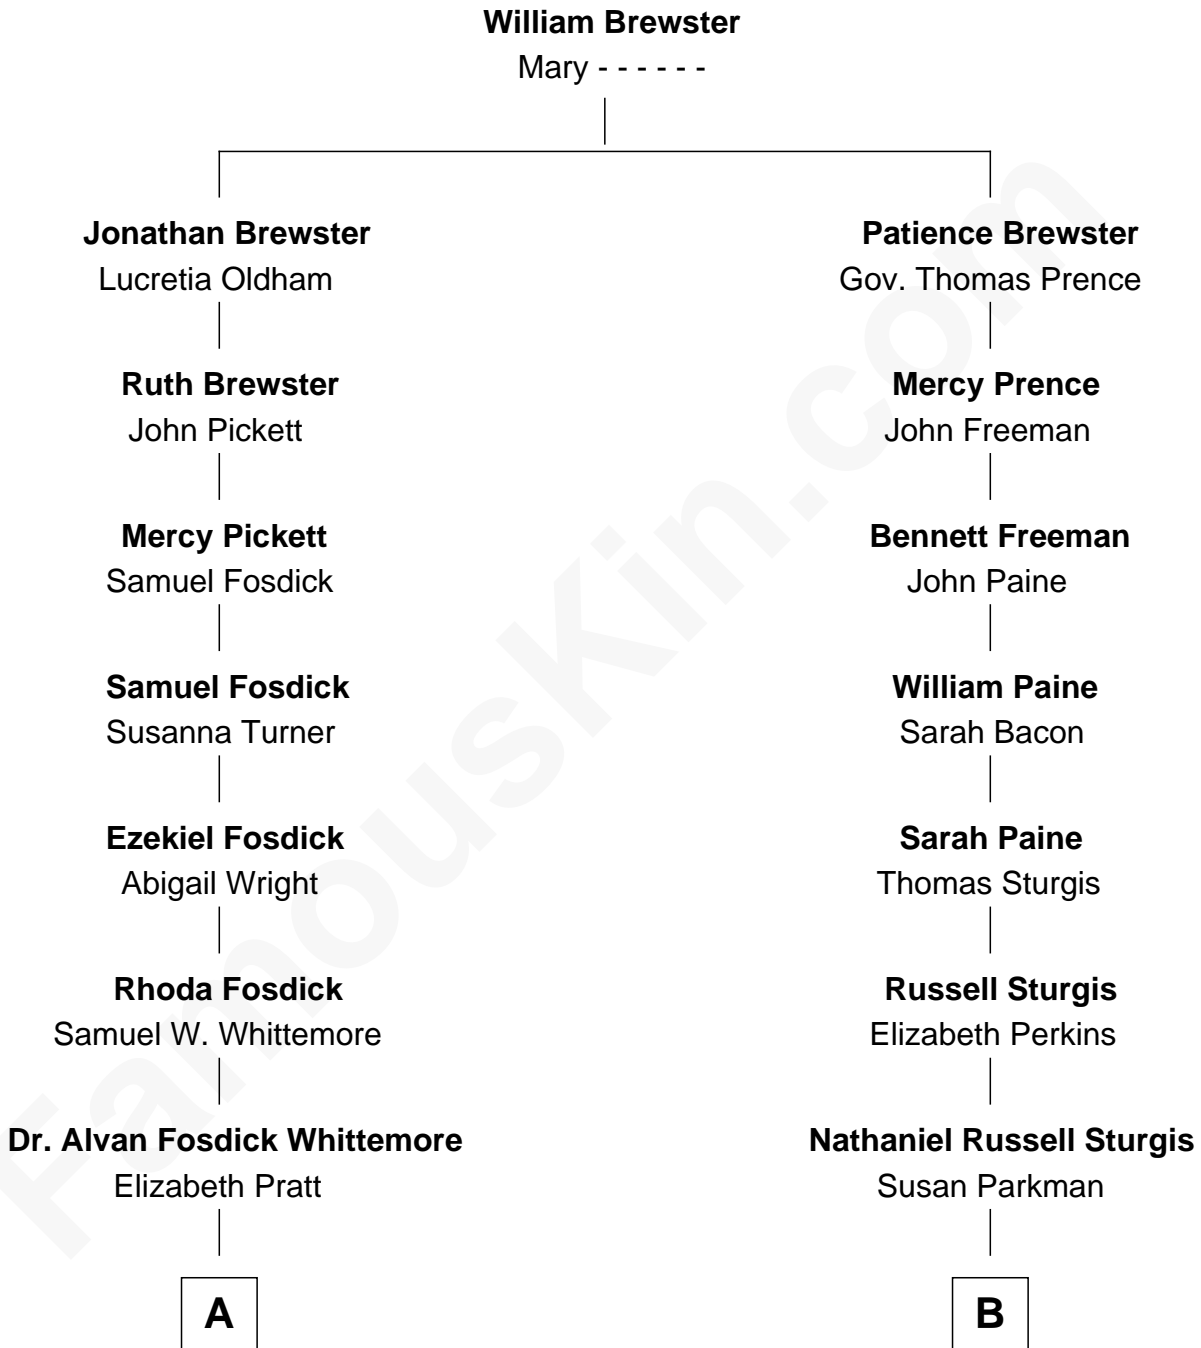 William Brewster
Mary - - - - - -
Jonathan Brewster
Lucretia Oldham
Patience Brewster
Gov. Thomas Prence
Ruth Brewster
John Pickett
Mercy Prence
John Freeman
Mercy Pickett
Samuel Fosdick
Bennett Freeman
John Paine
Samuel Fosdick
Susanna Turner
William Paine
Sarah Bacon
Ezekiel Fosdick
Abigail Wright
Sarah Paine
Thomas Sturgis
Rhoda Fosdick
Samuel W. Whittemore
Russell Sturgis
Elizabeth Perkins
Dr. Alvan Fosdick Whittemore
Elizabeth Pratt
Nathaniel Russell Sturgis
Susan Parkman
A
B
FamousKin.com